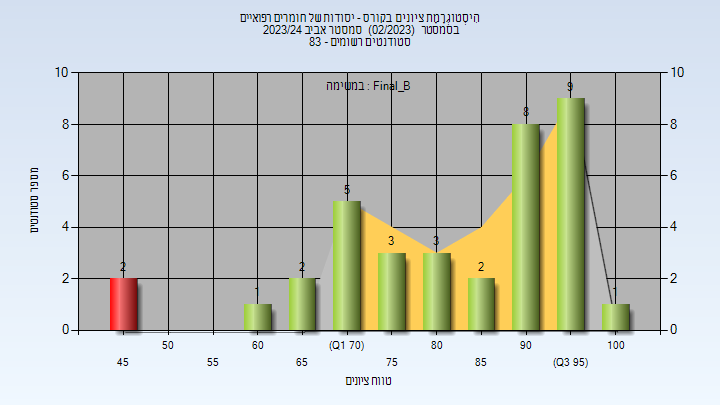 הִיסְטוֹגְרָמַת ציונים בקורס - יסודות של חומרים רפואיים
בסמסטר (02/2023) סמסטר אביב 2023/24
סטודנטים רשומים - 83
במשימה : Final_B
מספר סטודנטים
10 8 6 4 2 0
10 8 6 4 2 0
2 1 2 5 3 3 2 8 9 1
45 50 55 60 65 (Q1 70) 75 80 85 90 (Q3 95) 100
טווח ציונים